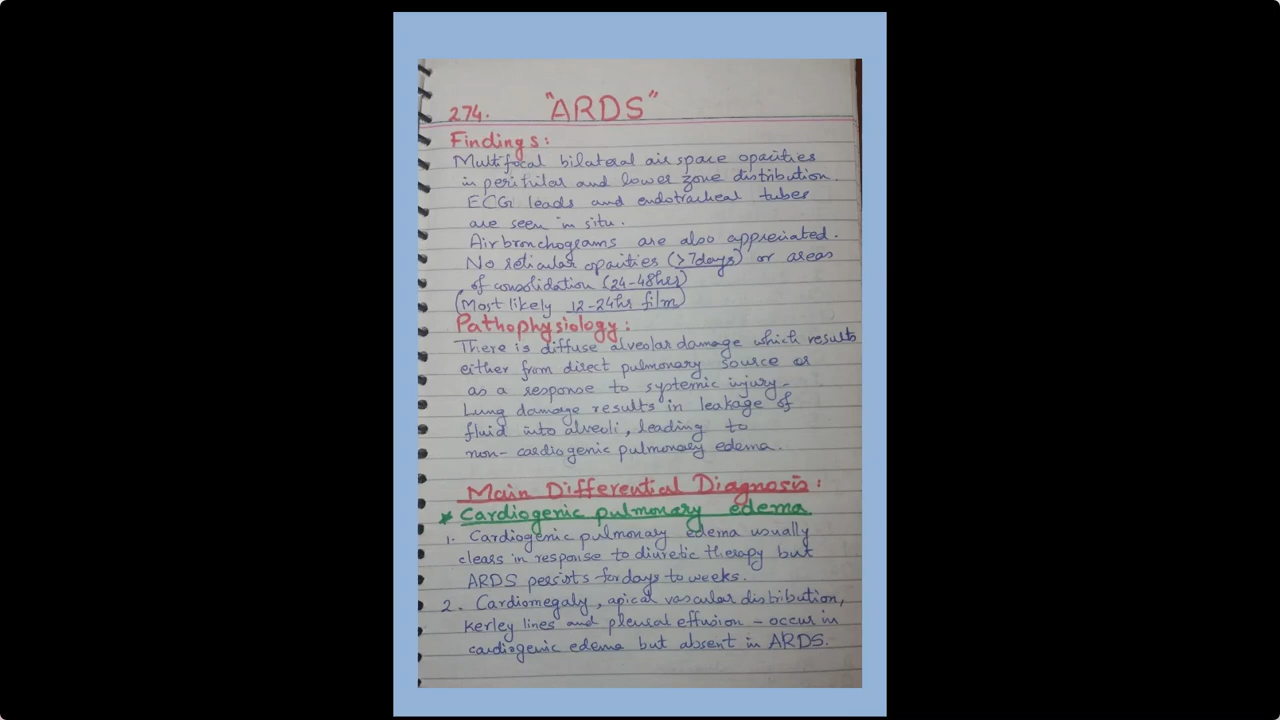 274. "ARDS"
Findings:
Multifocal bilateral air space opacities
in perihilar and lower zone distribution.
ECG leads and endotracheal tubes
are seen in situ.
Air bronchograms are also appreciated.
No reticular opacities (>7days) or areas
of consolidation (24-48hrs)
(Most likely 12-24hr film)
Pathophysiology:
There is diffuse alveolar damage which results
either from direct pulmonary source or
as a response to systemic injury.
Lung damage results in leakage of
fluid into alveoli, leading to
non-cardiogenic pulmonary edema.
Main Differential Diagnosis:
* Cardiogenic pulmonary edema
1. Cardiogenic pulmonary edema usually
clears in response to diuretic therapy but
ARDS persists for days to weeks.
2. Cardiomegaly, apical vascular distribution,
kerley lines and pleural effusion - occur in
cardiogenic edema but absent in ARDS.